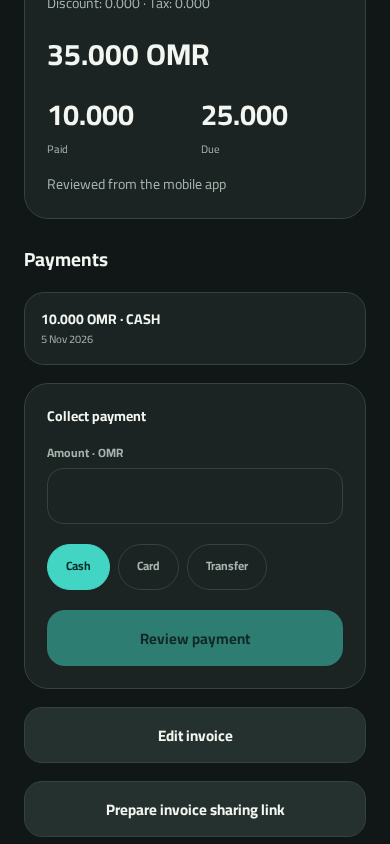 Discount: 0.000 · Tax: 0.000
35.000 OMR
10.000
25.000
Paid
Due
Reviewed from the mobile app
Payments
10.000 OMR · CASH
5 Nov 2026
Collect payment
Amount · OMR
Cash
Card
Transfer
Review payment
Edit invoice
Prepare invoice sharing link